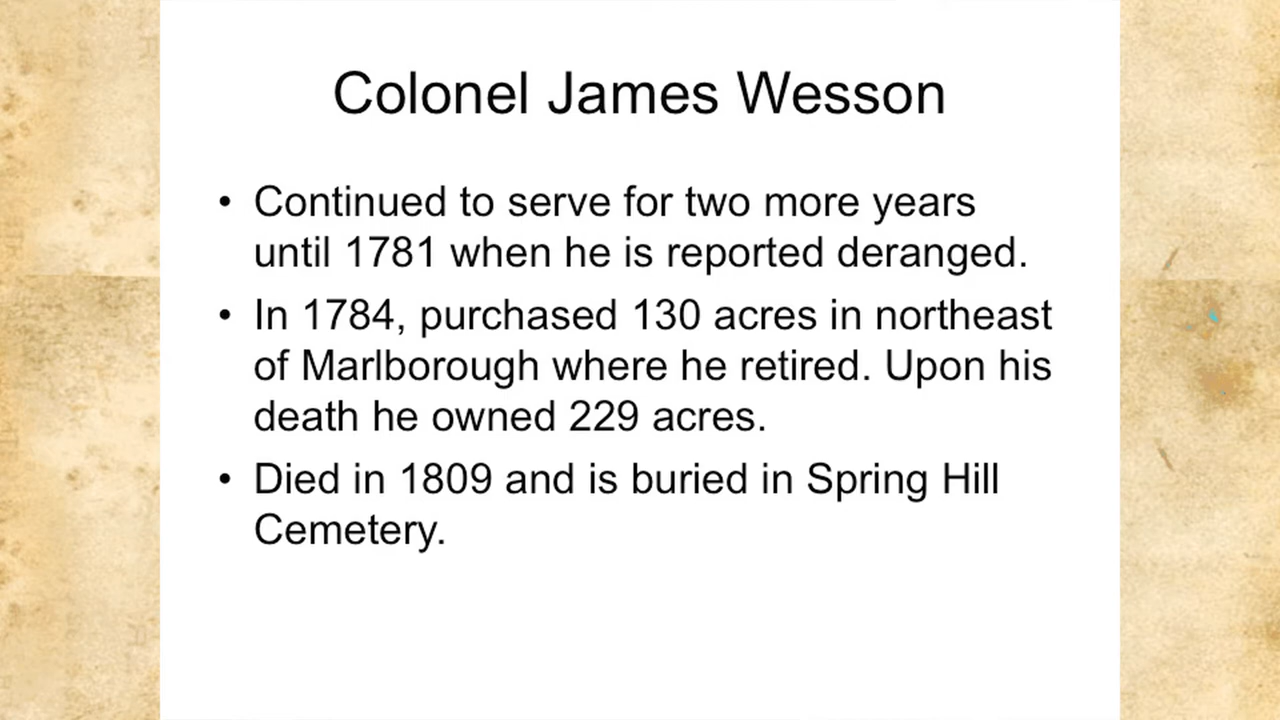 Colonel James Wesson
• Continued to serve for two more years
until 1781 when he is reported deranged.
• In 1784, purchased 130 acres in northeast
of Marlborough where he retired. Upon his
death he owned 229 acres.
• Died in 1809 and is buried in Spring Hill
Cemetery.